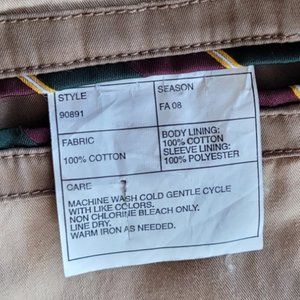 STYLE
90891
SEASON
FA 08
FABRIC
100% COTTON
BODY LINING:
100% COTTON
SLEEVE LINING:
100% POLYESTER
CARE
MACHINE WASH COLD GENTLE CYCLE
WITH LIKE COLORS.
NON CHLORINE BLEACH ONLY.
LINE DRY.
WARM IRON AS NEEDED.